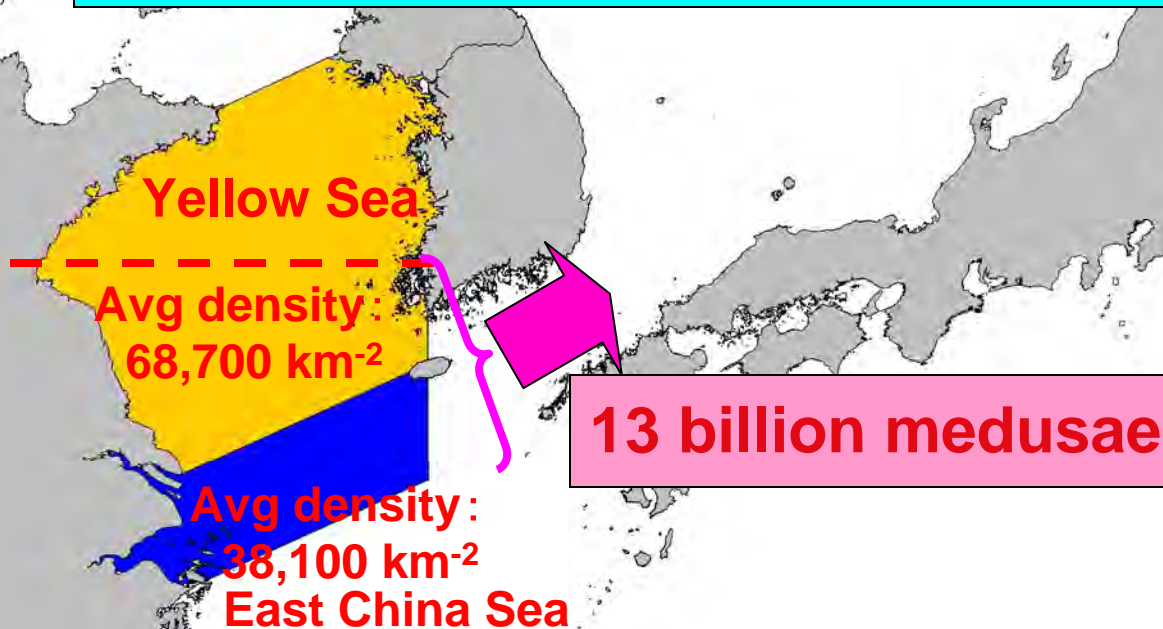 Yellow Sea
Avg density:
68,700 km-2
13 billion medusae
Avg density:
38,100 km-2
East China Sea